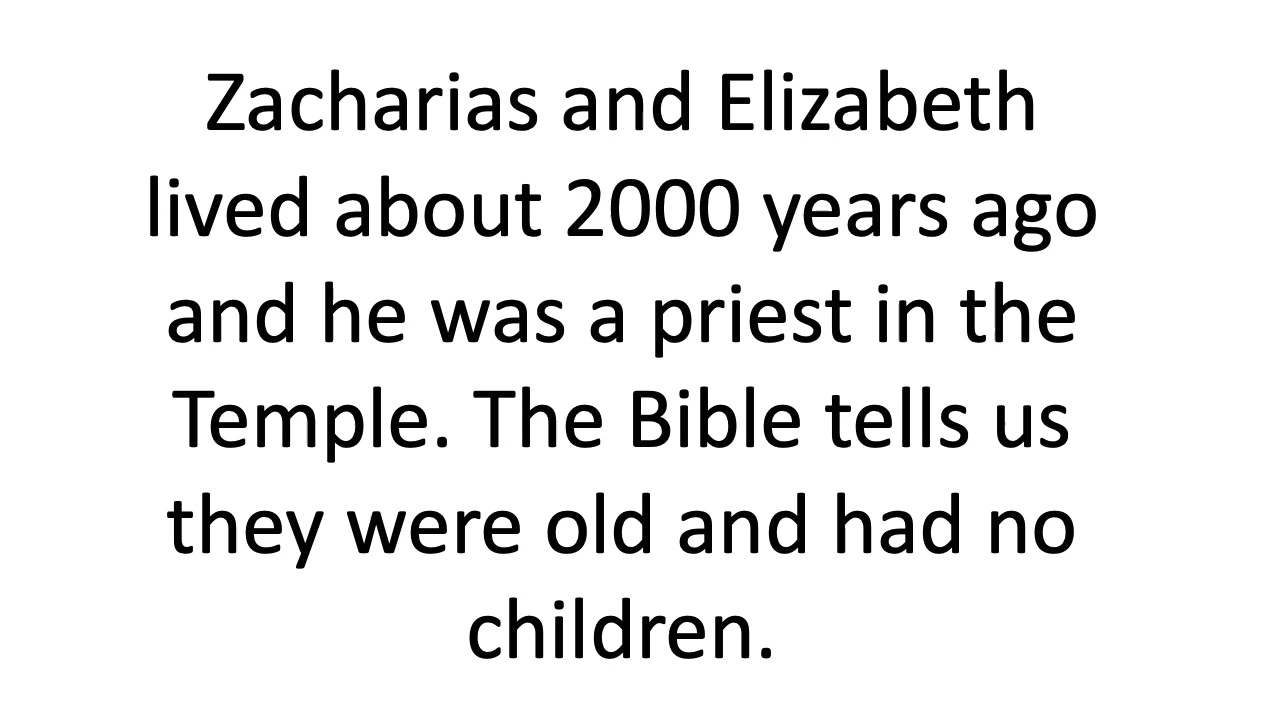 Zacharias and Elizabeth
lived about 2000 years ago
and he was a priest in the
Temple. The Bible tells us
they were old and had no
children.